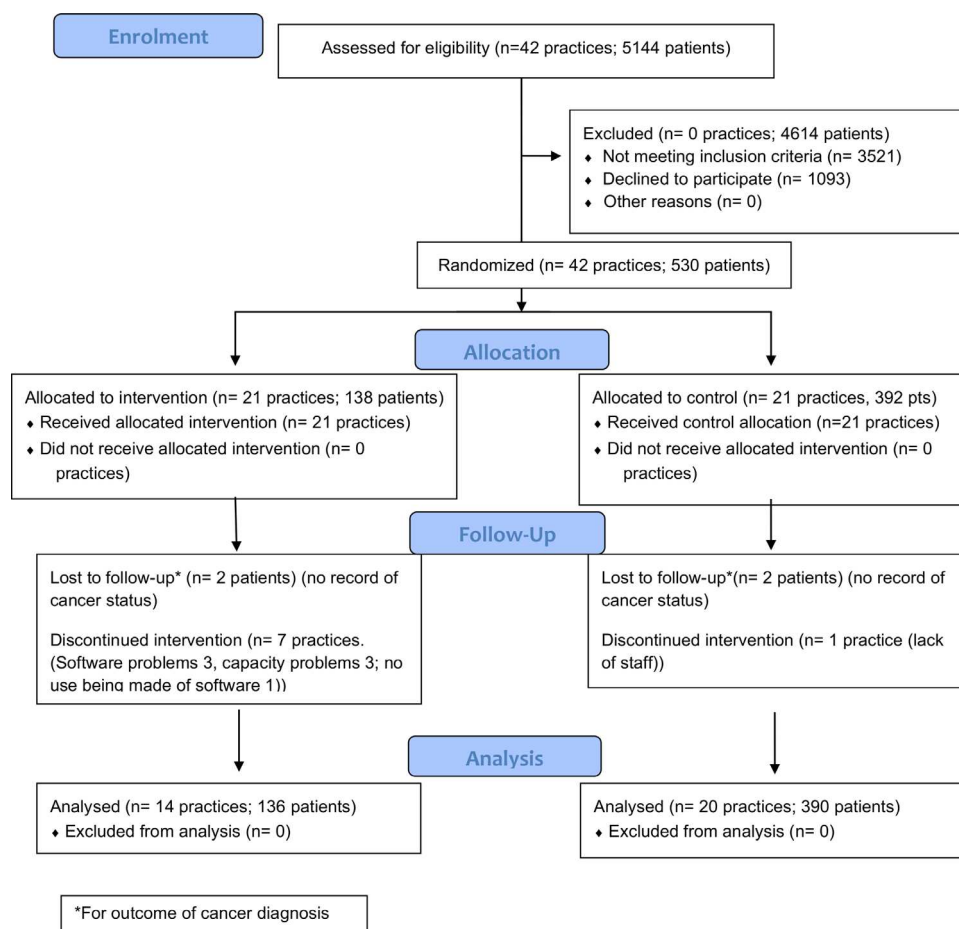 Enrolment
Assessed for eligibility (n=42 practices; 5144 patients)
Excluded (n= 0 practices; 4614 patients)
♦ Not meeting inclusion criteria (n= 3521)
♦ Declined to participate (n= 1093)
♦ Other reasons (n= 0)
Randomized (n= 42 practices; 530 patients)
Allocation
Allocated to intervention (n= 21 practices; 138 patients)
♦ Received allocated intervention (n= 21 practices)
♦ Did not receive allocated intervention (n= 0
practices)
Allocated to control (n= 21 practices, 392 pts)
♦ Received control allocation (n=21 practices)
♦ Did not receive allocated intervention (n= 0
practices)
Follow-Up
Lost to follow-up* (n= 2 patients) (no record of
cancer status)
Discontinued intervention (n= 7 practices.
(Software problems 3, capacity problems 3; no
use being made of software 1))
Lost to follow-up*(n= 2 patients) (no record of
cancer status)
Discontinued intervention (n= 1 practice (lack
of staff))
Analysis
Analysed (n= 14 practices; 136 patients)
♦ Excluded from analysis (n= 0)
Analysed (n= 20 practices; 390 patients)
♦ Excluded from analysis (n= 0)
*For outcome of cancer diagnosis